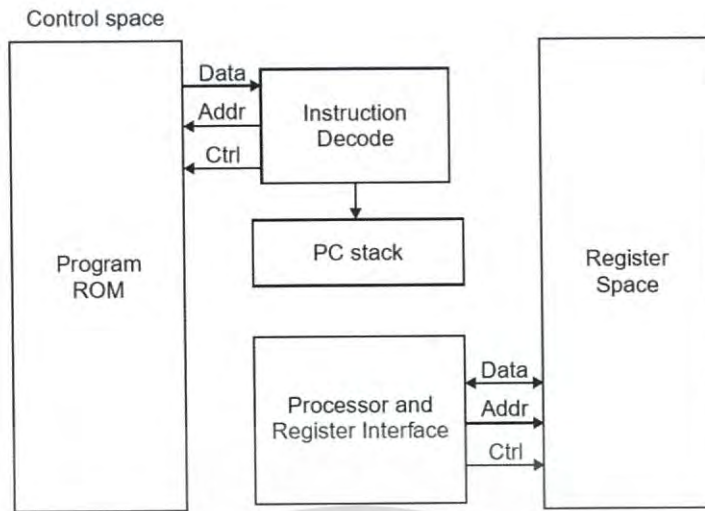 Control space
Data
Addr
Ctrl
Instruction
Decode
PC stack
Program
ROM
Register
Space
Processor and
Register Interface
Data
Addr
Ctrl